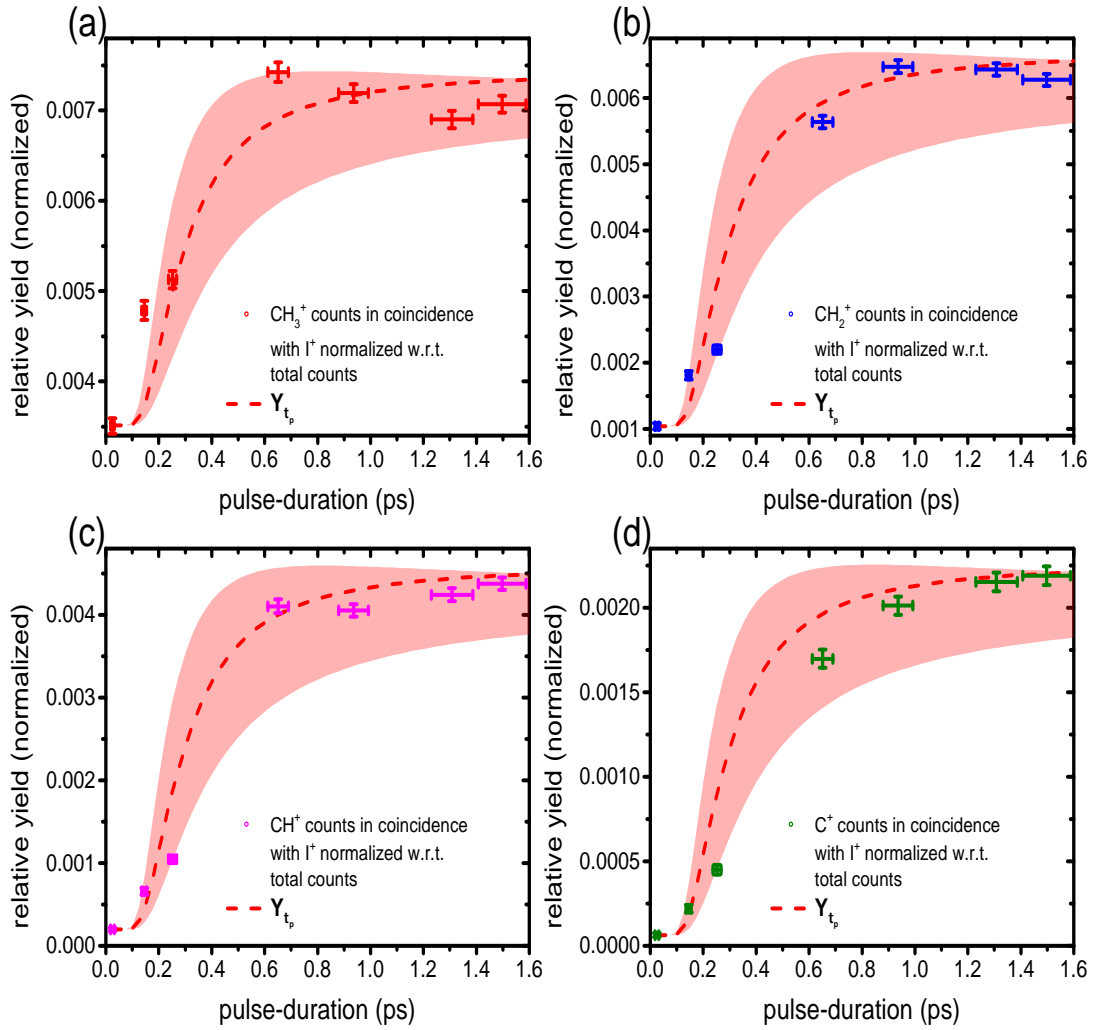 (a)
0.007
0.006
0.005
0.004
relative yield (normalized)
CH3+ counts in coincidence
with I+ normalized w.r.t.
total counts
Ytp
0.0 0.2 0.4 0.6 0.8 1.0 1.2 1.4 1.6
pulse-duration (ps)
(b)
0.006
0.005
0.004
0.003
0.002
0.001
relative yield (normalized)
CH2+ counts in coincidence
with I+ normalized w.r.t.
total counts
Ytp
0.0 0.2 0.4 0.6 0.8 1.0 1.2 1.4 1.6
pulse-duration (ps)
(c)
0.004
0.003
0.002
0.001
0.000
relative yield (normalized)
CH+ counts in coincidence
with I+ normalized w.r.t.
total counts
Ytp
0.0 0.2 0.4 0.6 0.8 1.0 1.2 1.4 1.6
pulse-duration (ps)
(d)
0.0020
0.0015
0.0010
0.0005
0.0000
relative yield (normalized)
C+ counts in coincidence
with I+ normalized w.r.t.
total counts
Ytp
0.0 0.2 0.4 0.6 0.8 1.0 1.2 1.4 1.6
pulse-duration (ps)